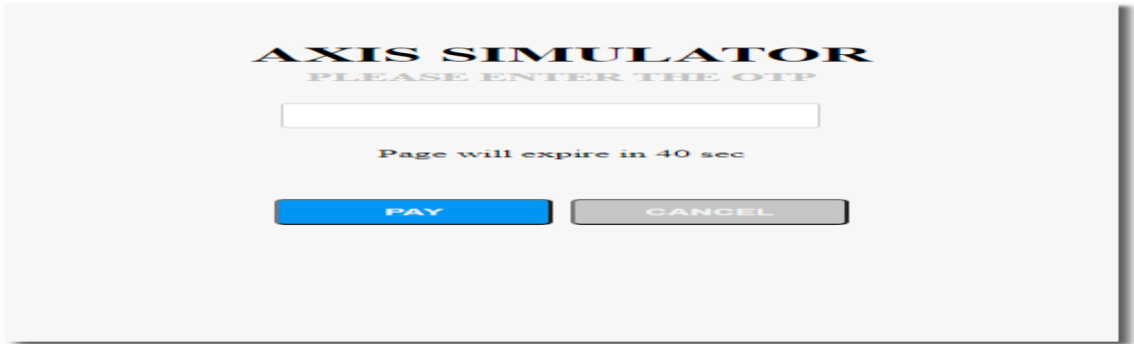 AXIS SIMULATOR
PLEASE ENTER THE OTP
Page will expire in 40 sec
PAY CANCEL